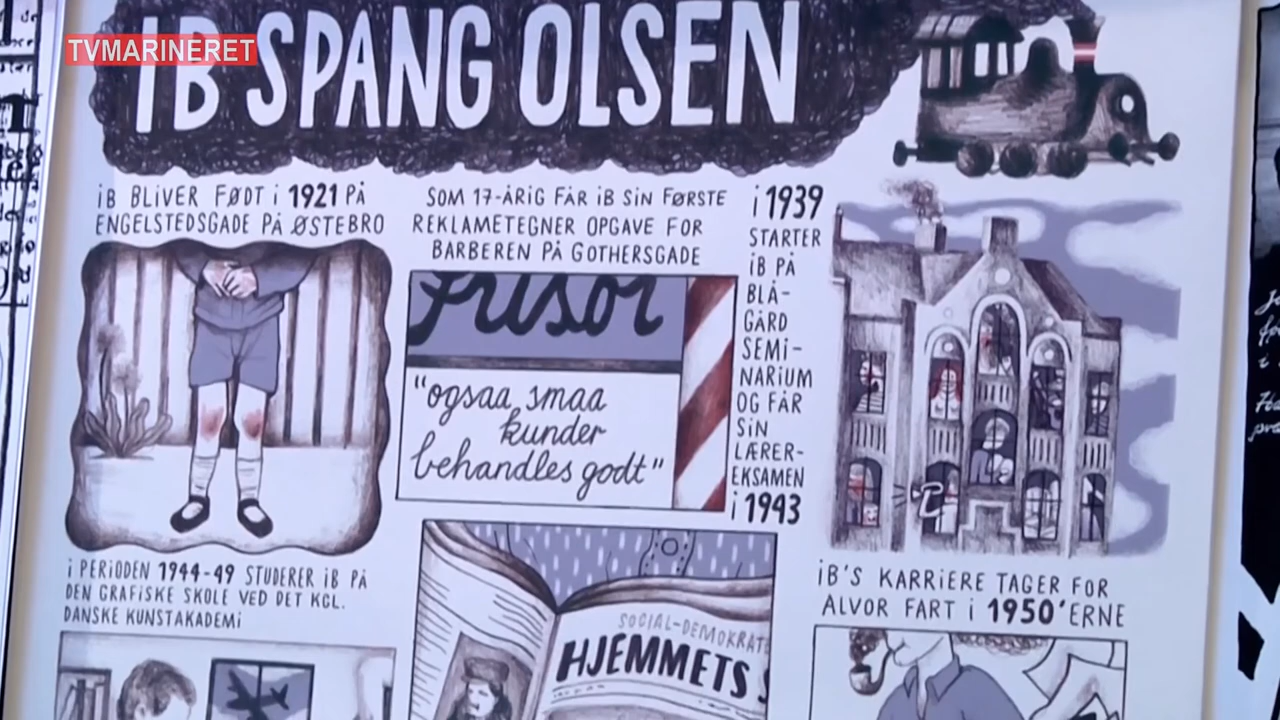 TVMARINERET
IB SPANG OLSEN
IB BLIVER FØDT I 1921 PÅ
ENGELSTEDSGADE PÅ ØSTEBRO
SOM 17-ÅRIG FÅR IB SIN FØRSTE
REKLAMETEGNER OPGAVE FOR
BARBEREN PÅ GOTHERSGADE
frisør
"ogsaa smaa
kunder
behandles godt"
I 1939
STARTER
IB PÅ
BLÅ-
GÅRD
SEMI-
NARIUM
OG FÅR
SIN
LÆRER-
EKSAMEN
I 1943
I PERIODEN 1944-49 STUDERER IB PÅ
DEN GRAFISKE SKOLE VED DET KGL.
DANSKE KUNSTAKADEMI
SOCIAL-DEMOKRAT
HJEMMETS S
IB'S KARRIERE TAGER FOR
ALVOR FART I 1950'ERNE